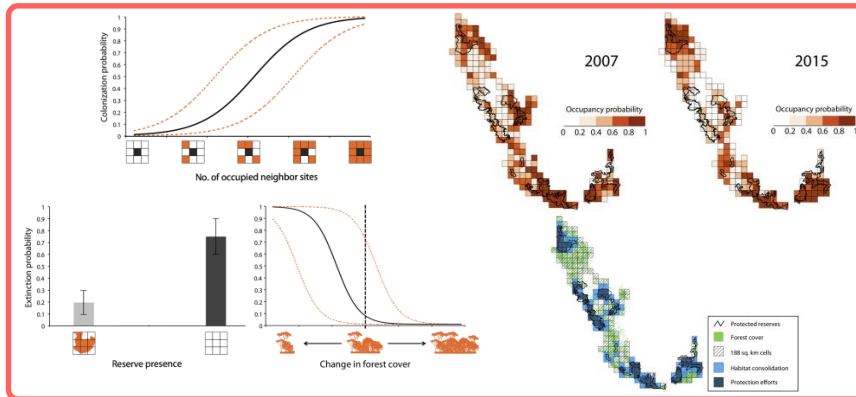 Colonization probability
1
0.9
0.8
0.7
0.6
0.5
0.4
0.3
0.2
0.1
0
No. of occupied neighbor sites
2007
Occupancy probability
0 0.2 0.4 0.6 0.8 1
2015
Occupancy probability
0 0.2 0.4 0.6 0.8 1
Extinction probability
1
0.9
0.8
0.7
0.6
0.5
0.4
0.3
0.2
0.1
0
Reserve presence
1
0.9
0.8
0.7
0.6
0.5
0.4
0.3
0.2
0.1
0
Change in forest cover
Protected reserves
Forest cover
188 sq. km cells
Habitat consolidation
Protection efforts